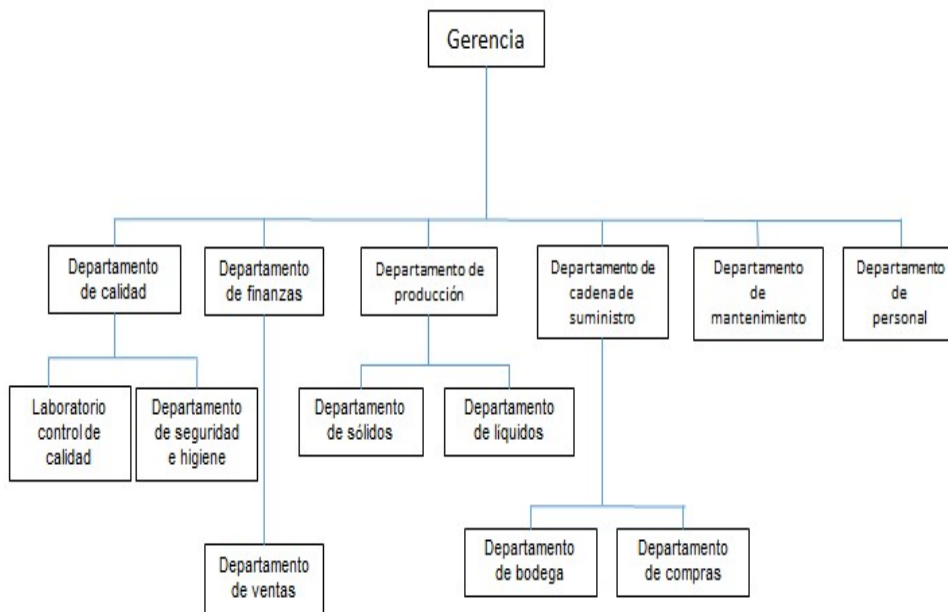 Gerencia
Departamento
de calidad
Departamento
de finanzas
Departamento de
producción
Departamento de
cadena de
suministro
Departamento
de
mantenimiento
Departamento
de
personal
Laboratorio
control de
calidad
Departamento
de seguridad
e higiene
Departamento
de sólidos
Departamento
de líquidos
Departamento
de ventas
Departamento
de bodega
Departamento
de compras